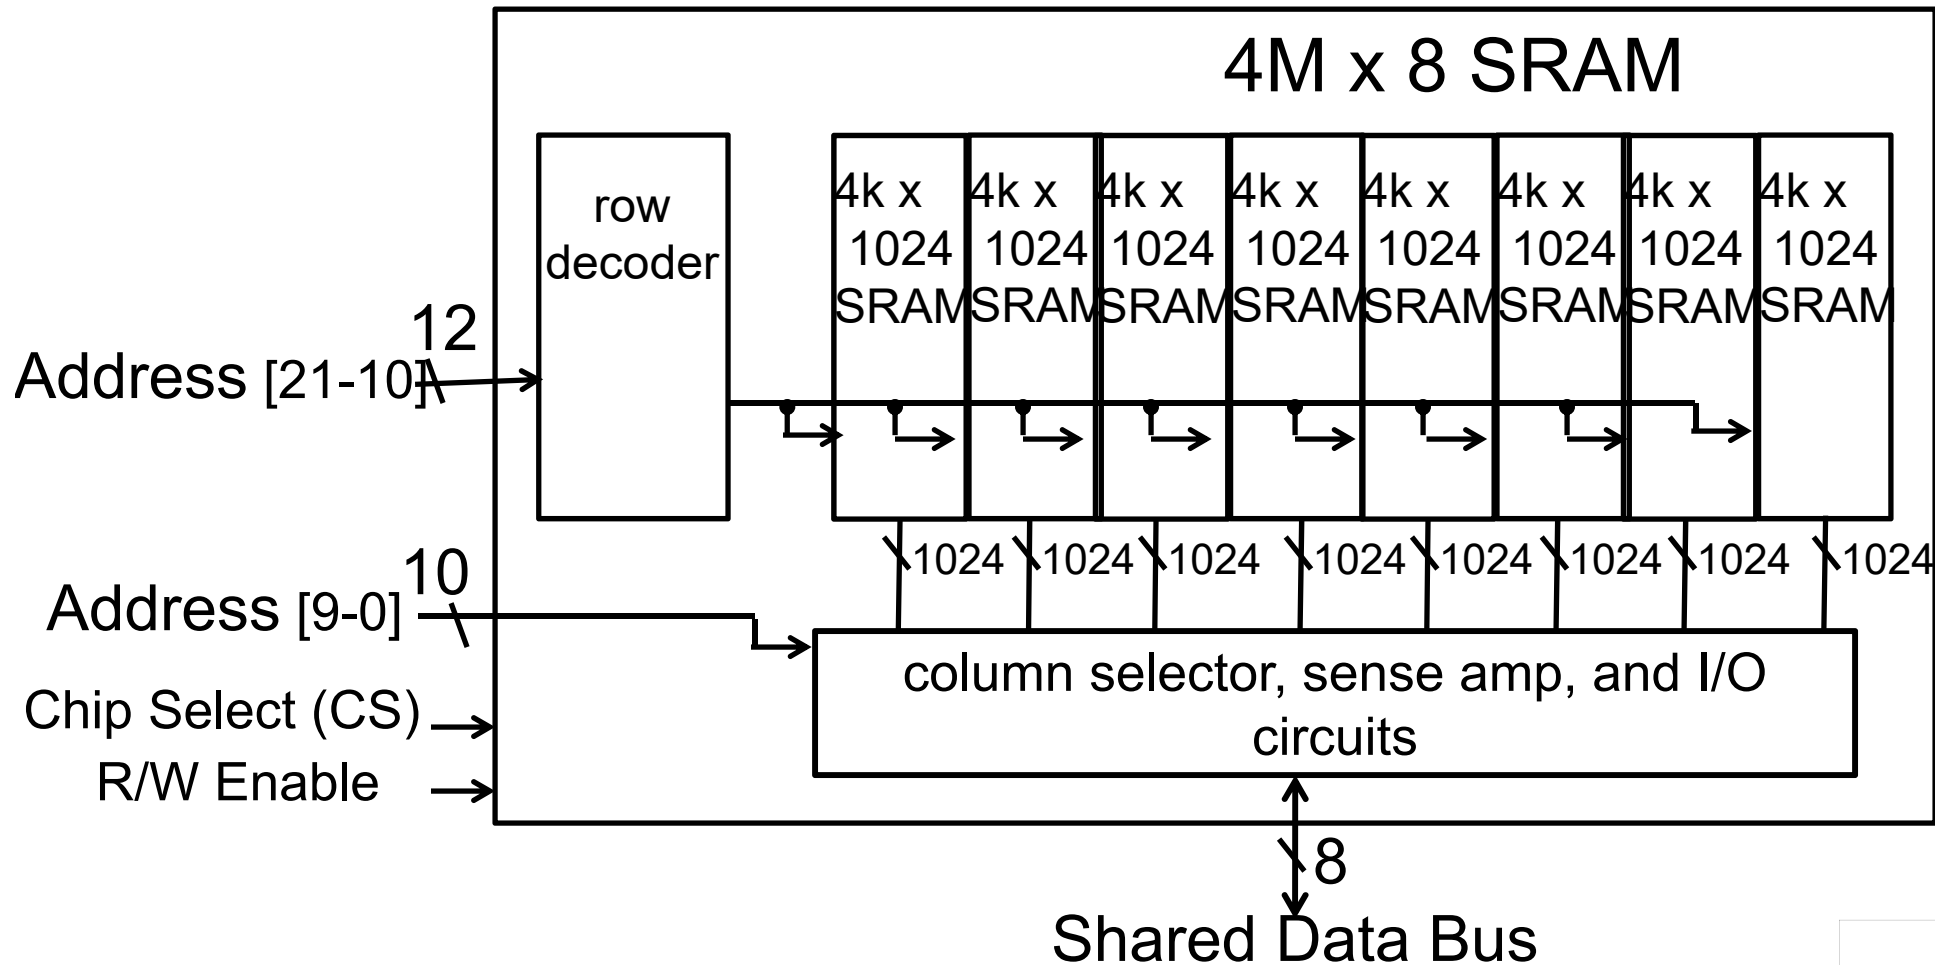 4M x 8 SRAM
row
decoder
4k x
1024
SRAM
4k x
1024
SRAM
4k x
1024
SRAM
4k x
1024
SRAM
4k x
1024
SRAM
4k x
1024
SRAM
4k x
1024
SRAM
4k x
1024
SRAM
12
Address [21-10]
1024
1024
1024
1024
1024
1024
1024
1024
10
Address [9-0]
column selector, sense amp, and I/O
circuits
Chip Select (CS)
R/W Enable
8
Shared Data Bus